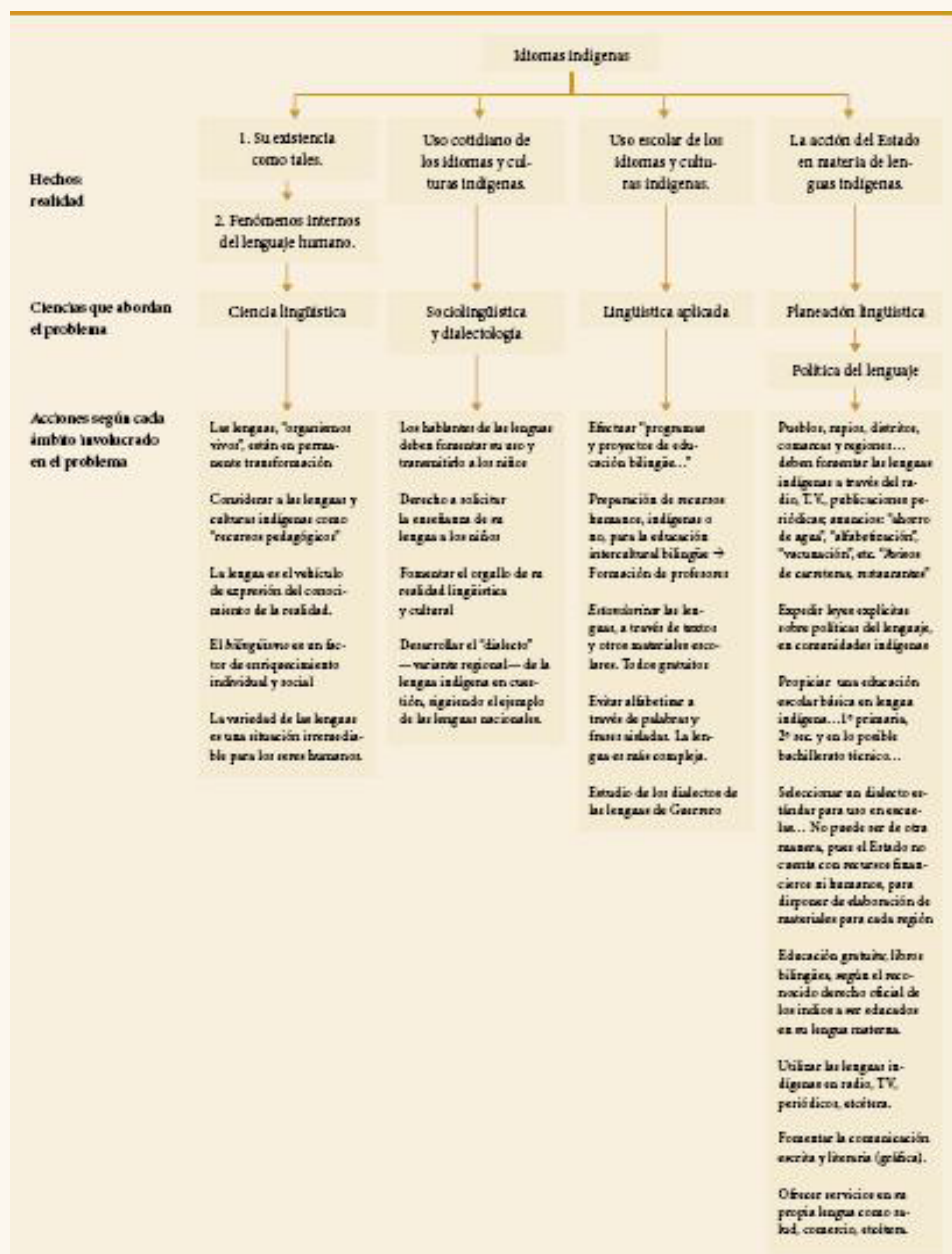 Idiomas indígenas
Hechos:
realidad
1. Su existencia
como tales.
2. Fenómenos internos
del lenguaje humano.
Uso cotidiano de
los idiomas y cul-
turas indígenas.
Uso escolar de los
idiomas y cultu-
ras indígenas.
La acción del Estado
en materia de len-
guas indígenas.
Ciencias que abordan
el problema
Ciencia lingüística
Sociolingüística
y dialectología
Lingüística aplicada
Planeación lingüística
Política del lenguaje
Acciones según cada
ámbito involucrado
en el problema
Las lenguas, "organismos
vivos", están en perma-
nente transformación
Considerar a las lenguas y
culturas indígenas como
"recursos pedagógicos"
La lengua es el vehículo
de expresión del conoci-
miento de la realidad.
El bilingüismo es un fac-
tor de enriquecimiento
individual y social
La variedad de las lenguas
es una situación irremedia-
ble para los seres humanos.
Los hablantes de las lenguas
deben fomentar su uso y
transmitirlo a los niños
Derecho a solicitar
la enseñanza de su
lengua a los niños
Fomentar el orgullo de su
realidad lingüística
y cultural
Desarrollar el "dialecto"
—variante regional— de la
lengua indígena en cues-
tión, siguiendo el ejemplo
de las lenguas nacionales.
Efectuar "programas
y proyectos de edu-
cación bilingüe..."
Preparación de recursos
humanos, indígenas o
no, para la educación
intercultural bilingüe →
Formación de profesores
Estandarizar las len-
guas, a través de textos
y otros materiales esco-
lares. Todos gratuitos
Evitar alfabetizar a
través de palabras y
frases aisladas. La len-
gua es más compleja.
Estudio de los dialectos de
las lenguas de Guerrero
Pueblos, distritos,
comarcas y regiones...
deben fomentar las lenguas
indígenas a través del ra-
dio, T.V., publicaciones pe-
riódicas; anuncios: "ahorro
de agua", "alfabetización",
"vacunación", etc. "Avisos
de carreteras, restaurantes"
Expedir leyes explícitas
sobre políticas del lenguaje,
en comunidades indígenas
Propiciar una educación
escolar básica en lengua
indígena...1º primaria,
2º sec. y en lo posible
bachillerato técnico...
Seleccionar un dialecto es-
tándar para uso en escue-
las... No puede ser de otra
manera, pues el Estado no
cuenta con recursos finan-
cieros ni humanos, para
disponer de elaboración de
materiales para cada región
Educación gratuita, libros
bilingües, según el reco-
nocido derecho oficial de
los indios a ser educados
en su lengua materna.
Utilizar las lenguas in-
dígenas en radio, TV,
periódicos, etcétera.
Fomentar la comunicación
escrita y literaria (gráfica).
Ofrecer servicios en su
propia lengua como sa-
lud, comercio, etcétera.